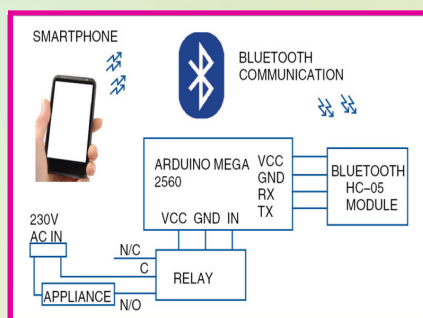 SMARTPHONE
BLUETOOTH
COMMUNICATION
ARDUINO MEGA
2560
VCC
GND
RX
TX
BLUETOOTH
HC-05
MODULE
VCC GND IN
230V
AC IN
N/C
C
RELAY
APPLIANCE
N/O